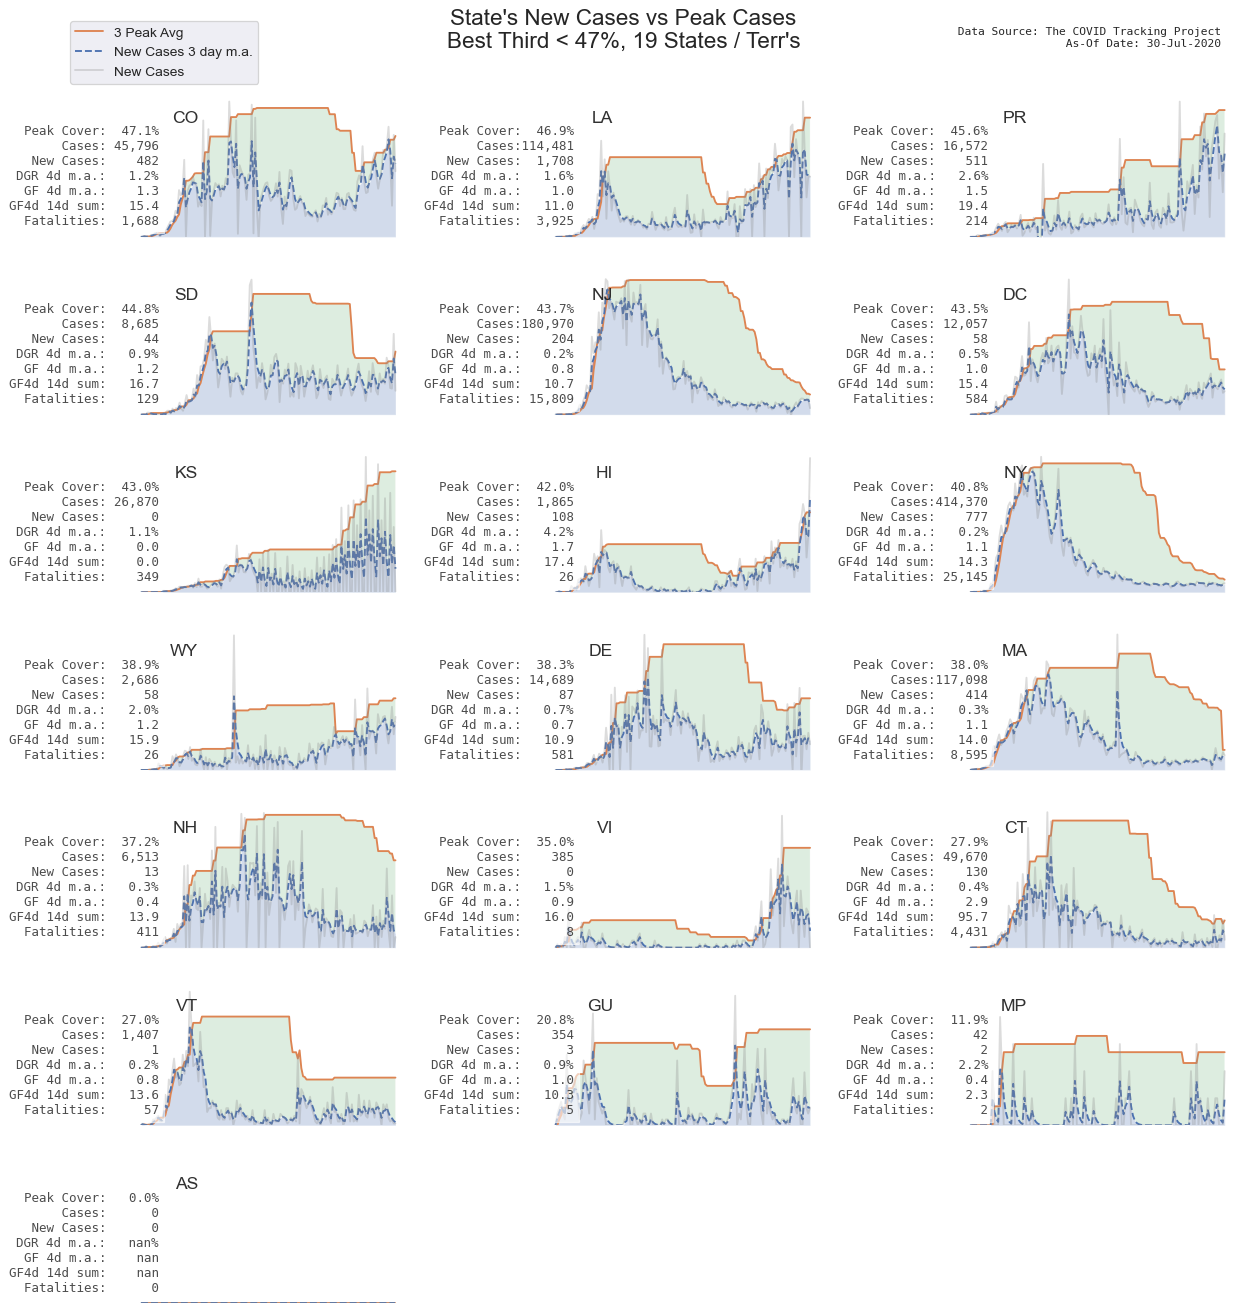 State's New Cases vs Peak Cases
Best Third < 47%, 19 States / Terr's
3 Peak Avg
New Cases 3 day m.a.
New Cases
Data Source: The COVID Tracking Project
As-Of Date: 30-Jul-2020
CO
Peak Cover: 47.1%
Cases: 45,796
New Cases: 482
DGR 4d m.a.: 1.2%
GF 4d m.a.: 1.3
GF4d 14d sum: 15.4
Fatalities: 1,688
LA
Peak Cover: 46.9%
Cases:114,481
New Cases: 1,708
DGR 4d m.a.: 1.6%
GF 4d m.a.: 1.0
GF4d 14d sum: 11.0
Fatalities: 3,925
PR
Peak Cover: 45.6%
Cases: 16,572
New Cases: 511
DGR 4d m.a.: 2.6%
GF 4d m.a.: 1.5
GF4d 14d sum: 19.4
Fatalities: 214
SD
Peak Cover: 44.8%
Cases: 8,685
New Cases: 44
DGR 4d m.a.: 0.9%
GF 4d m.a.: 1.2
GF4d 14d sum: 16.7
Fatalities: 129
NJ
Peak Cover: 43.7%
Cases:180,970
New Cases: 204
DGR 4d m.a.: 0.2%
GF 4d m.a.: 0.8
GF4d 14d sum: 10.7
Fatalities: 15,809
DC
Peak Cover: 43.5%
Cases: 12,057
New Cases: 58
DGR 4d m.a.: 0.5%
GF 4d m.a.: 1.0
GF4d 14d sum: 15.4
Fatalities: 584
KS
Peak Cover: 43.0%
Cases: 26,870
New Cases: 0
DGR 4d m.a.: 1.1%
GF 4d m.a.: 0.0
GF4d 14d sum: 0.0
Fatalities: 349
HI
Peak Cover: 42.0%
Cases: 1,865
New Cases: 108
DGR 4d m.a.: 4.2%
GF 4d m.a.: 1.7
GF4d 14d sum: 17.4
Fatalities: 26
NY
Peak Cover: 40.8%
Cases:414,370
New Cases: 777
DGR 4d m.a.: 0.2%
GF 4d m.a.: 1.1
GF4d 14d sum: 14.3
Fatalities: 25,145
WY
Peak Cover: 38.9%
Cases: 2,686
New Cases: 58
DGR 4d m.a.: 2.0%
GF 4d m.a.: 1.2
GF4d 14d sum: 15.9
Fatalities: 26
DE
Peak Cover: 38.3%
Cases: 14,689
New Cases: 87
DGR 4d m.a.: 0.7%
GF 4d m.a.: 0.7
GF4d 14d sum: 10.9
Fatalities: 581
MA
Peak Cover: 38.0%
Cases:117,098
New Cases: 414
DGR 4d m.a.: 0.3%
GF 4d m.a.: 1.1
GF4d 14d sum: 14.0
Fatalities: 8,595
NH
Peak Cover: 37.2%
Cases: 6,513
New Cases: 13
DGR 4d m.a.: 0.3%
GF 4d m.a.: 0.4
GF4d 14d sum: 13.9
Fatalities: 411
VI
Peak Cover: 35.0%
Cases: 385
New Cases: 0
DGR 4d m.a.: 1.5%
GF 4d m.a.: 0.9
GF4d 14d sum: 16.0
Fatalities: 8
CT
Peak Cover: 27.9%
Cases: 49,670
New Cases: 130
DGR 4d m.a.: 0.4%
GF 4d m.a.: 2.9
GF4d 14d sum: 95.7
Fatalities: 4,431
VT
Peak Cover: 27.0%
Cases: 1,407
New Cases: 1
DGR 4d m.a.: 0.2%
GF 4d m.a.: 0.8
GF4d 14d sum: 13.6
Fatalities: 57
GU
Peak Cover: 20.8%
Cases: 354
New Cases: 3
DGR 4d m.a.: 0.9%
GF 4d m.a.: 1.0
GF4d 14d sum: 10.3
Fatalities: 5
MP
Peak Cover: 11.9%
Cases: 42
New Cases: 2
DGR 4d m.a.: 2.2%
GF 4d m.a.: 0.4
GF4d 14d sum: 2.3
Fatalities: 2
AS
Peak Cover: 0.0%
Cases: 0
New Cases: 0
DGR 4d m.a.: nan%
GF 4d m.a.: nan
GF4d 14d sum: nan
Fatalities: 0